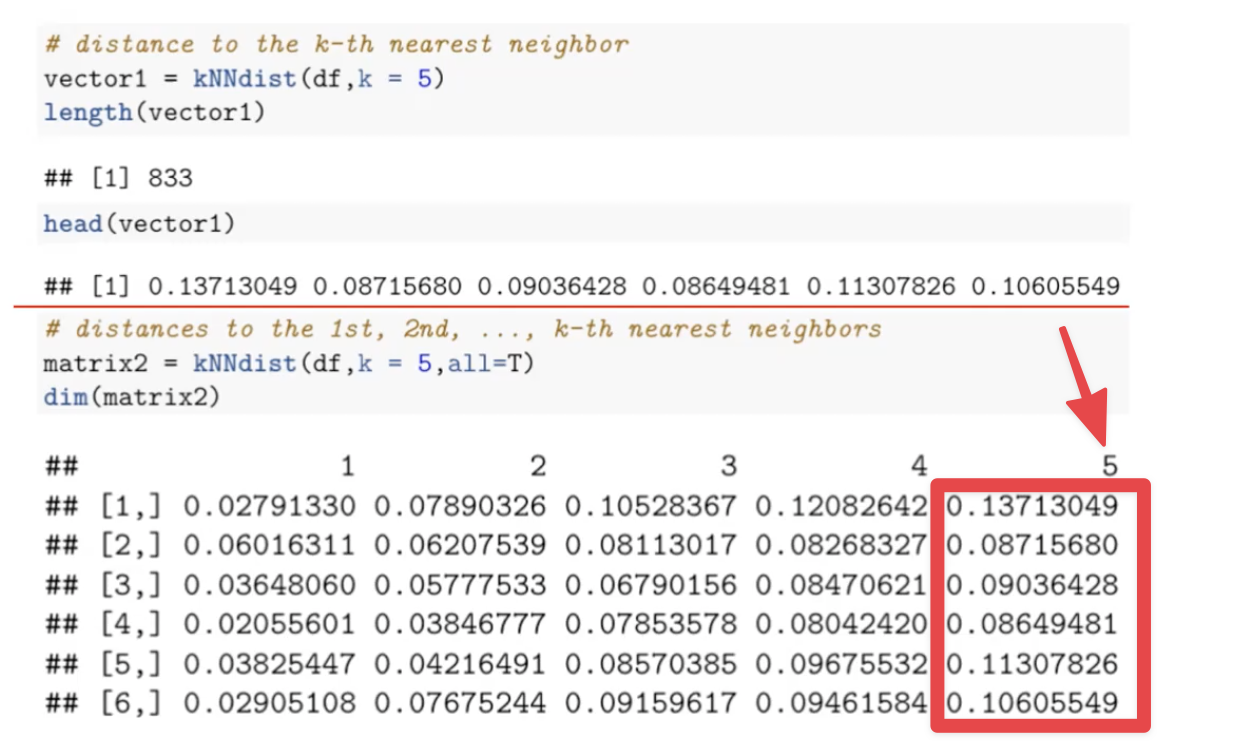 # distance to the k-th nearest neighbor
vector1 = kNNdist(df,k = 5)
length(vector1)
## [1] 833
head(vector1)
## [1] 0.13713049 0.08715680 0.09036428 0.08649481 0.11307826 0.10605549
# distances to the 1st, 2nd, ..., k-th nearest neighbors
matrix2 = kNNdist(df,k = 5,all=T)
dim(matrix2)
## 1 2 3 4 5
## [1,] 0.02791330 0.07890326 0.10528367 0.12082642 0.13713049
## [2,] 0.06016311 0.06207539 0.08113017 0.08268327 0.08715680
## [3,] 0.03648060 0.05777533 0.06790156 0.08470621 0.09036428
## [4,] 0.02055601 0.03846777 0.07853578 0.08042420 0.08649481
## [5,] 0.03825447 0.04216491 0.08570385 0.09675532 0.11307826
## [6,] 0.02905108 0.07675244 0.09159617 0.09461584 0.10605549